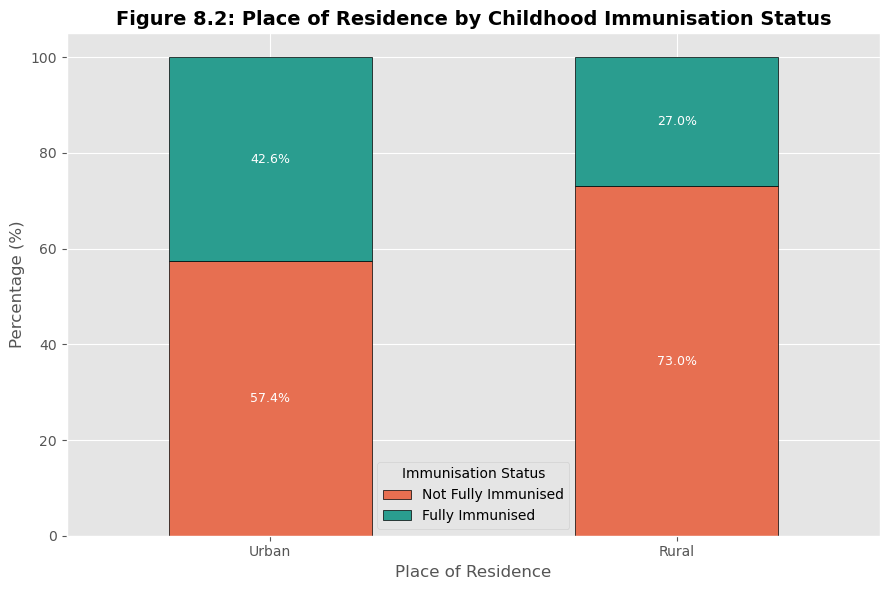 Figure 8.2: Place of Residence by Childhood Immunisation Status
Percentage (%)
100
80
60
40
20
0
42.6%
27.0%
57.4%
73.0%
Immunisation Status
Not Fully Immunised
Fully Immunised
Urban
Rural
Place of Residence